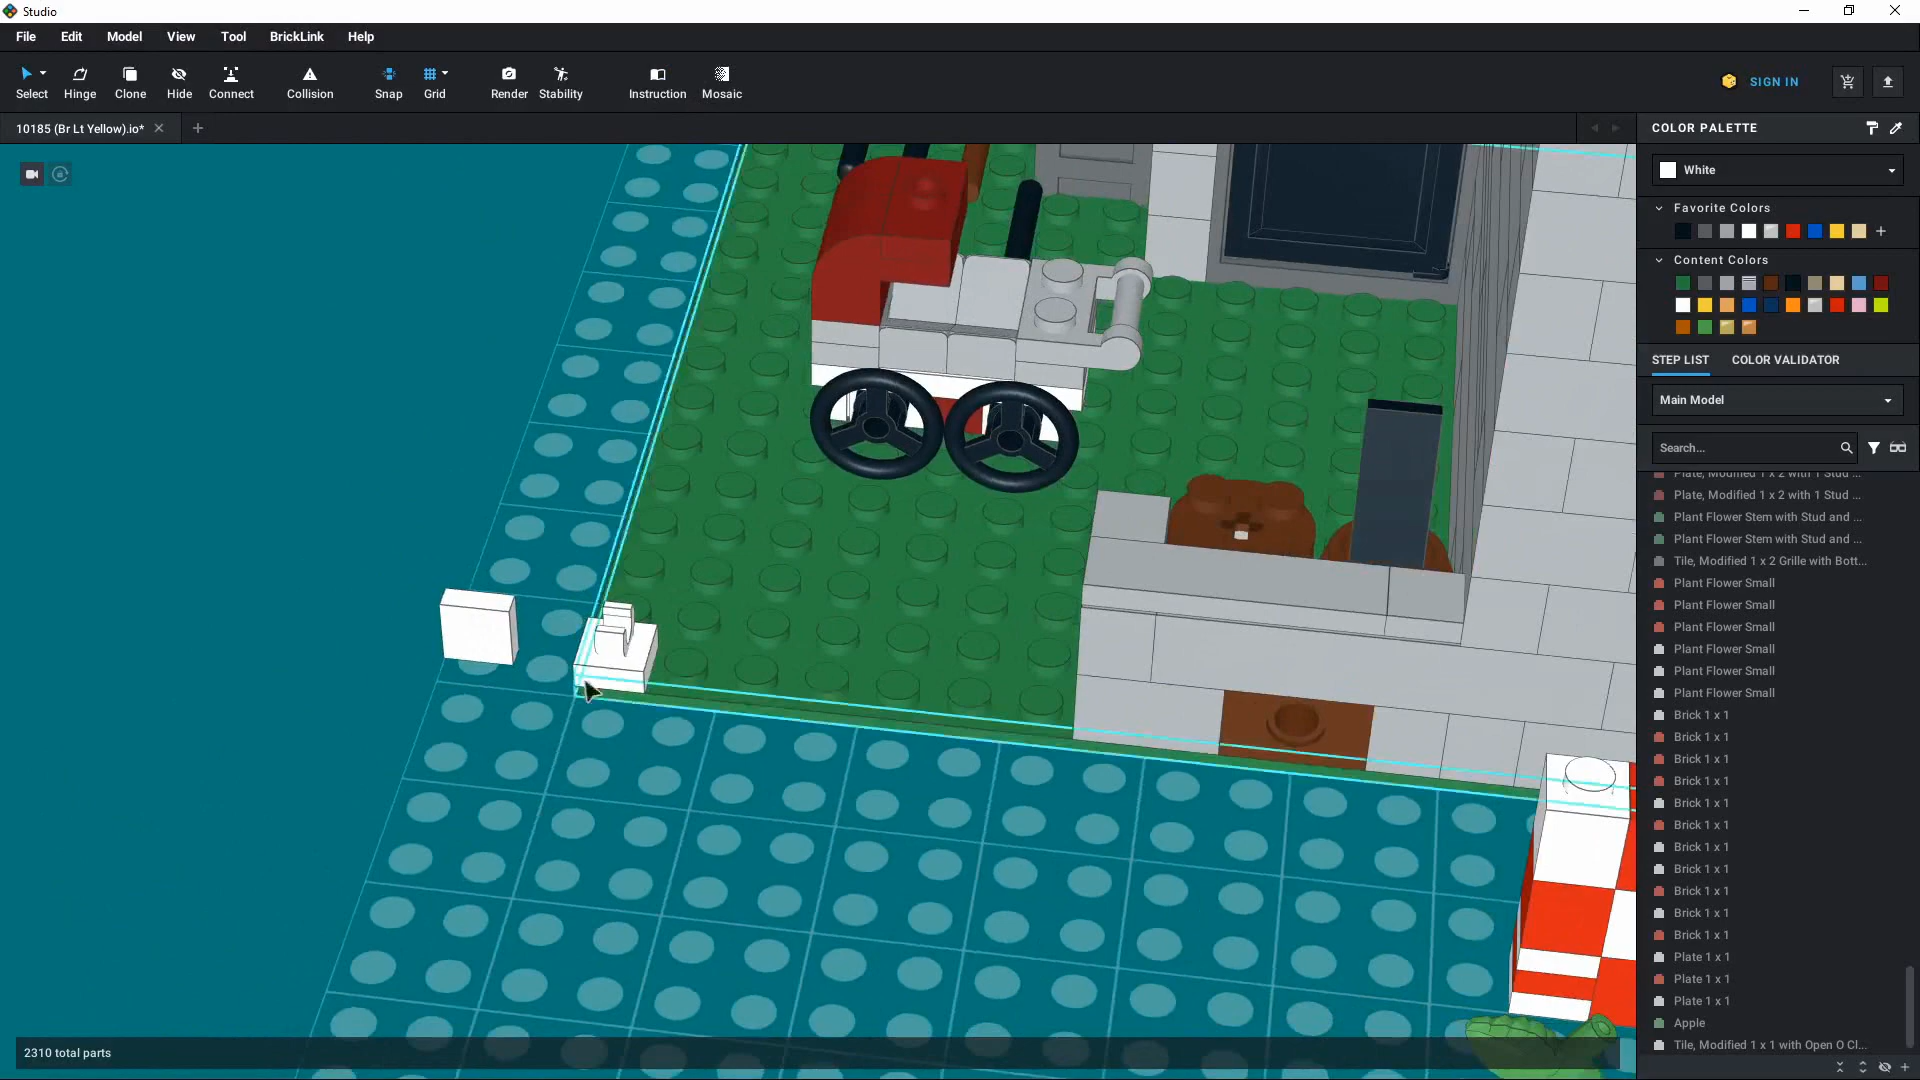 Studio
File Edit Model View Tool BrickLink Help
Select Hinge Clone Hide Connect Collision Snap Grid Render Stability Instruction Mosaic
SIGN IN
10185 (Br Lt Yellow).io*
COLOR PALETTE
White
Favorite Colors
Content Colors
STEP LIST COLOR VALIDATOR
Main Model
Search...
Plate, Modified 1 x 2 with 1 Stud ...
Plate, Modified 1 x 2 with 1 Stud ...
Plant Flower Stem with Stud and ...
Plant Flower Stem with Stud and ...
Tile, Modified 1 x 2 Grille with Bott...
Plant Flower Small
Plant Flower Small
Plant Flower Small
Plant Flower Small
Plant Flower Small
Plant Flower Small
Brick 1 x 1
Brick 1 x 1
Brick 1 x 1
Brick 1 x 1
Brick 1 x 1
Brick 1 x 1
Brick 1 x 1
Brick 1 x 1
Brick 1 x 1
Brick 1 x 1
Brick 1 x 1
Plate 1 x 1
Plate 1 x 1
Plate 1 x 1
Apple
Tile, Modified 1 x 1 with Open O Cl...
2310 total parts